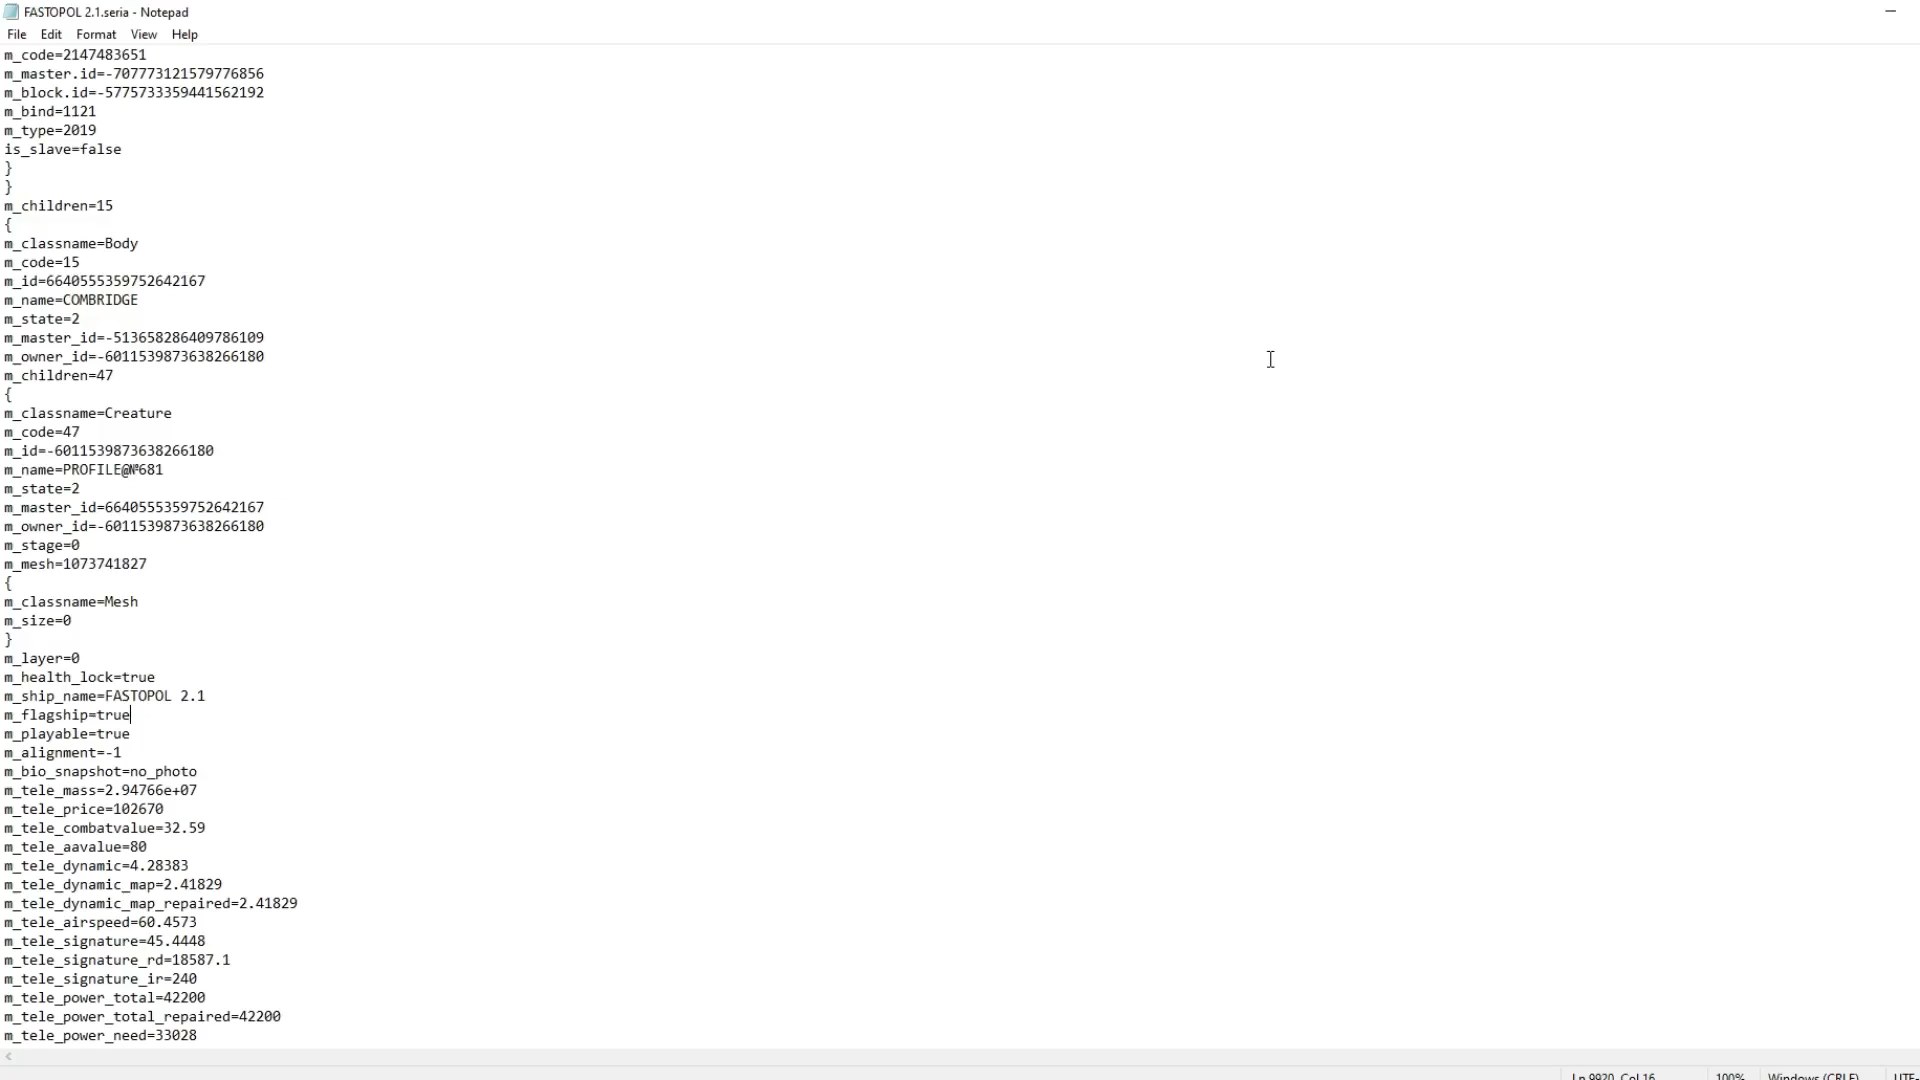 FASTOPOL 2.1.seria - Notepad
File Edit Format View Help
m_code=2147483651
m_master.id=-707773121579776856
m_block.id=-5775733359441562192
m_bind=1121
m_type=2019
is_slave=false
}
}
m_children=15
{
m_classname=Body
m_code=15
m_id=6640555359752642167
m_name=COMBRIDGE
m_state=2
m_master_id=-513658286409786109
m_owner_id=-6011539873638266180
m_children=47
{
m_classname=Creature
m_code=47
m_id=-6011539873638266180
m_name=PROFILE@№681
m_state=2
m_master_id=6640555359752642167
m_owner_id=-6011539873638266180
m_stage=0
m_mesh=1073741827
{
m_classname=Mesh
m_size=0
}
m_layer=0
m_health_lock=true
m_ship_name=FASTOPOL 2.1
m_flagship=true
m_playable=true
m_alignment=-1
m_bio_snapshot=no_photo
m_tele_mass=2.94766e+07
m_tele_price=102670
m_tele_combatvalue=32.59
m_tele_aavalue=80
m_tele_dynamic=4.28383
m_tele_dynamic_map=2.41829
m_tele_dynamic_map_repaired=2.41829
m_tele_airspeed=60.4573
m_tele_signature=45.4448
m_tele_signature_rd=18587.1
m_tele_signature_ir=240
m_tele_power_total=42200
m_tele_power_total_repaired=42200
m_tele_power_need=33028
Ln 9920, Col 16 100% Windows (CRLF) UTF-